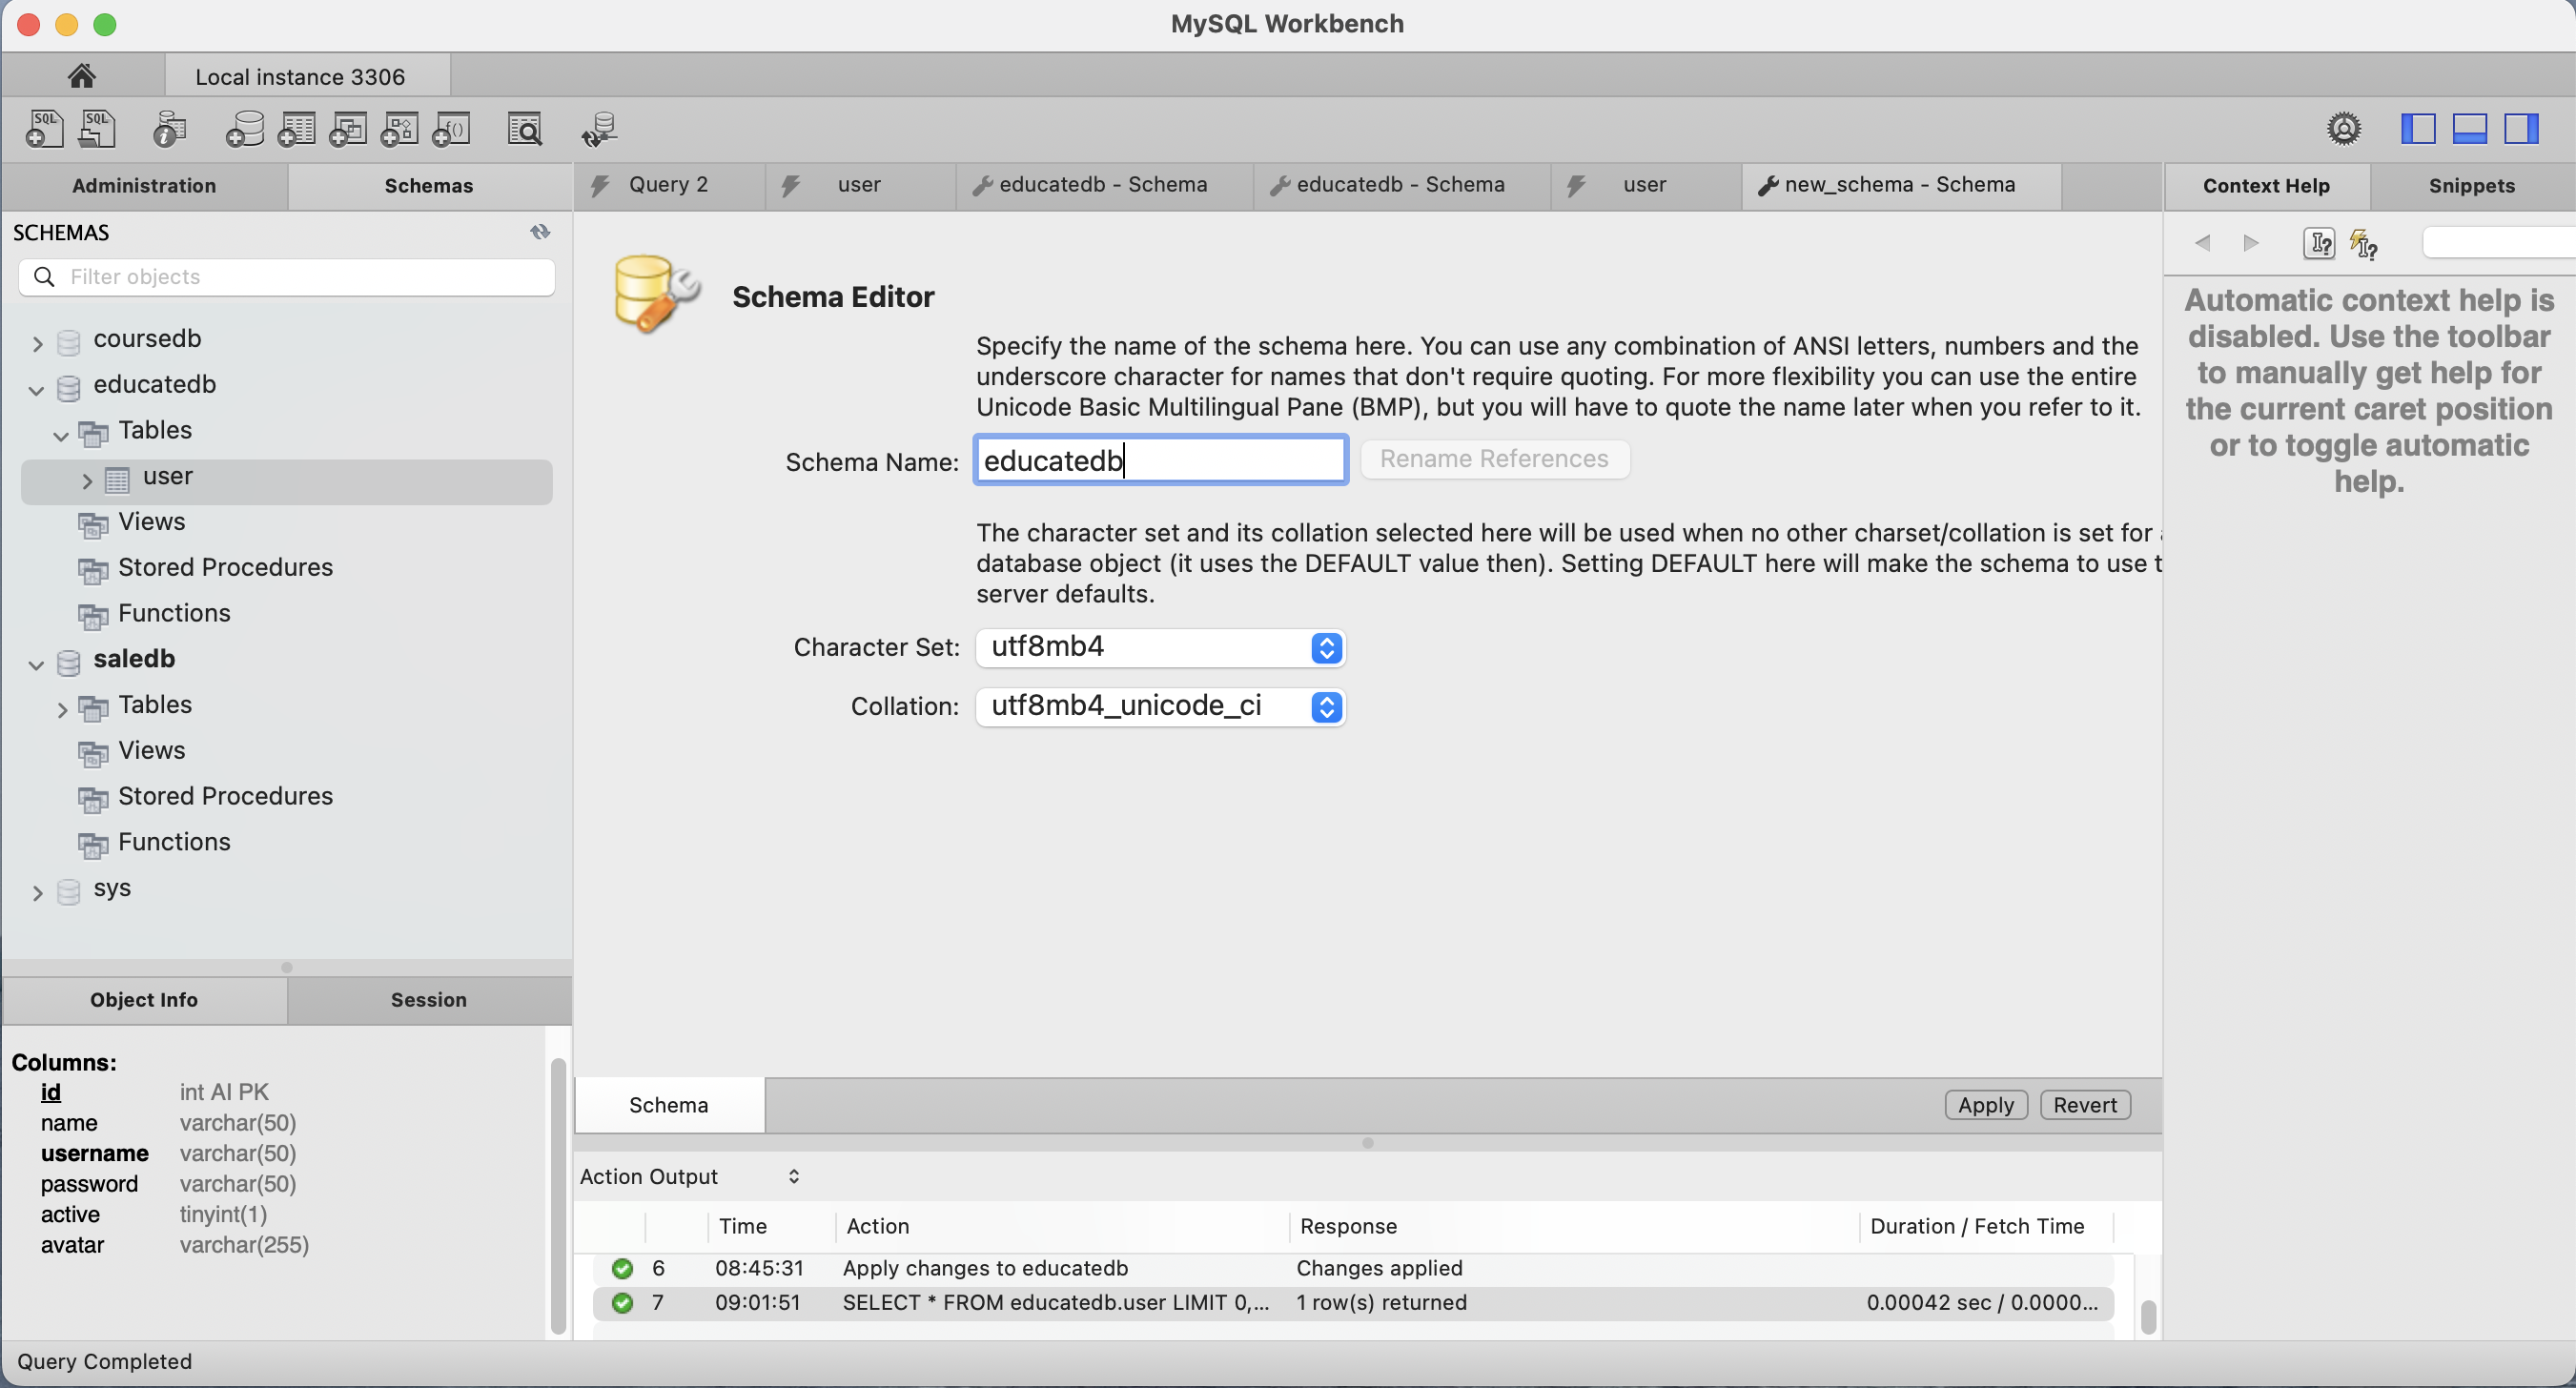 MySQL Workbench
Local instance 3306
Administration
Schemas
Query 2
user
educatedb - Schema
educatedb - Schema
user
new_schema - Schema
Context Help
Snippets
SCHEMAS
Filter objects
coursedb
educatedb
Tables
user
Views
Stored Procedures
Functions
saledb
Tables
Views
Stored Procedures
Functions
sys
Object Info
Session
Columns:
id int AI PK
name varchar(50)
username varchar(50)
password varchar(50)
active tinyint(1)
avatar varchar(255)
Schema Editor
Specify the name of the schema here. You can use any combination of ANSI letters, numbers and the
underscore character for names that don't require quoting. For more flexibility you can use the entire
Unicode Basic Multilingual Pane (BMP), but you will have to quote the name later when you refer to it.
Schema Name: educatedb Rename References
The character set and its collation selected here will be used when no other charset/collation is set for
database object (it uses the DEFAULT value then). Setting DEFAULT here will make the schema to use t
server defaults.
Character Set: utf8mb4
Collation: utf8mb4_unicode_ci
Schema
Apply
Revert
Action Output
Time Action Response Duration / Fetch Time
6 08:45:31 Apply changes to educatedb Changes applied
7 09:01:51 SELECT * FROM educatedb.user LIMIT 0,... 1 row(s) returned 0.00042 sec / 0.0000...
Automatic context help is
disabled. Use the toolbar
to manually get help for
the current caret position
or to toggle automatic
help.
Query Completed